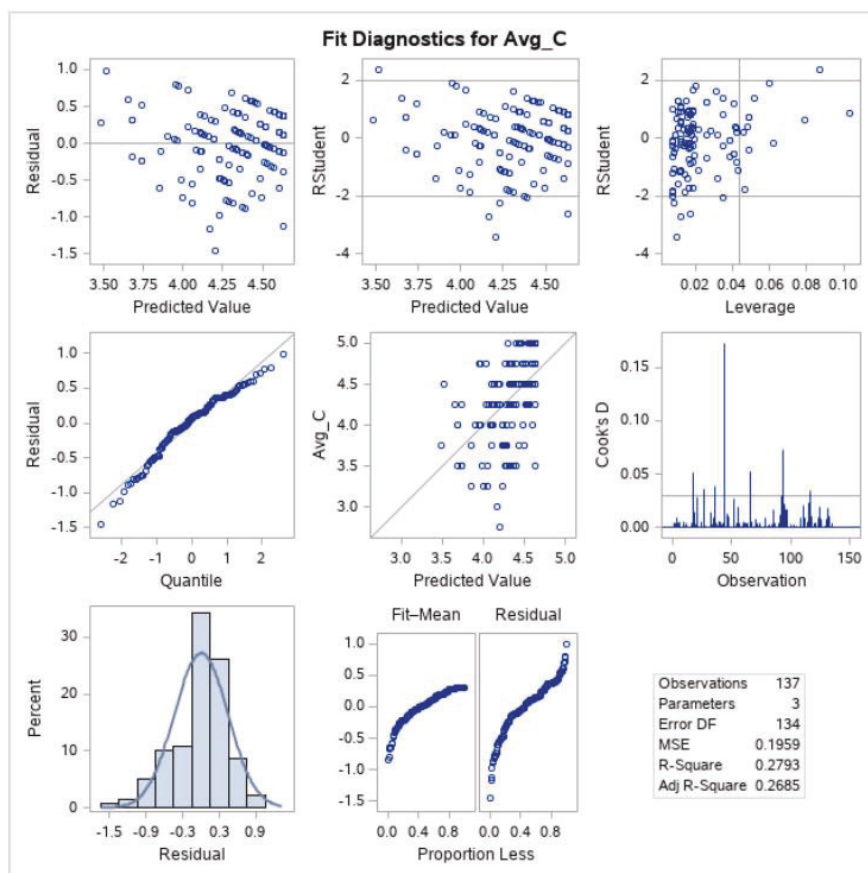 Fit Diagnostics for Avg_C
1.0
0.5
0.0
-0.5
-1.0
-1.5
Residual
3.50 3.75 4.00 4.25 4.50
Predicted Value
2
0
-2
-4
RStudent
3.50 3.75 4.00 4.25 4.50
Predicted Value
2
0
-2
-4
RStudent
0.02 0.04 0.06 0.08 0.10
Leverage
1.0
0.5
0.0
-0.5
-1.0
-1.5
Residual
-2 -1 0 1 2
Quantile
5.0
4.5
4.0
3.5
3.0
Avg_C
3.0 3.5 4.0 4.5 5.0
Predicted Value
0.15
0.10
0.05
0.00
Cook's D
0 50 100 150
Observation
30
20
10
0
Percent
-1.5 -0.9 -0.3 0.3 0.9
Residual
Fit–Mean Residual
1.0
0.5
0.0
-0.5
-1.0
-1.5
0.0 0.4 0.8 0.0 0.4 0.8
Proportion Less
Observations 137
Parameters 3
Error DF 134
MSE 0.1959
R-Square 0.2793
Adj R-Square 0.2685